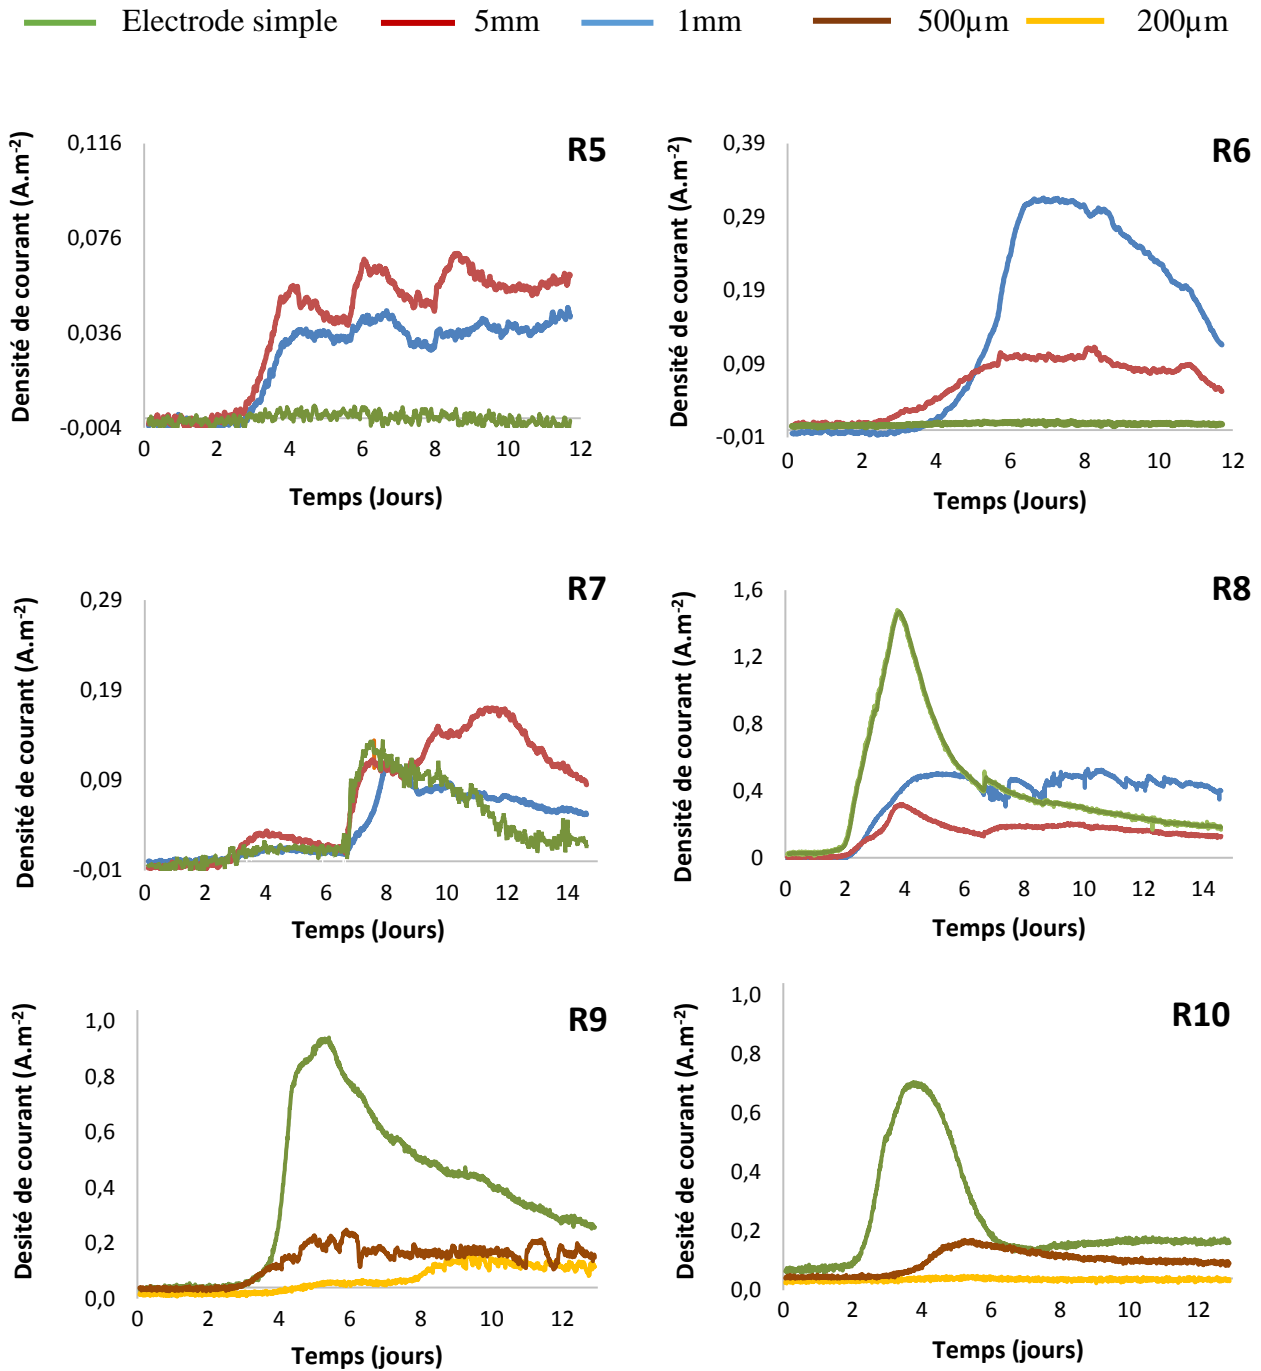 Electrode simple 5mm 1mm 500µm 200µm
R5
Densité de courant (A.m⁻²)
0,116
0,076
0,036
-0,004
0 2 4 6 8 10 12
Temps (Jours)
R6
Densité de courant (A.m⁻²)
0,39
0,29
0,19
0,09
-0,01
0 2 4 6 8 10 12
Temps (Jours)
R7
Densité de courant (A.m⁻²)
0,29
0,19
0,09
-0,01
0 2 4 6 8 10 12 14
Temps (Jours)
R8
Densité de courant (A.m⁻²)
1,6
1,2
0,8
0,4
0
0 2 4 6 8 10 12 14
Temps (Jours)
R9
Desité de courant (A.m⁻²)
1,0
0,8
0,6
0,4
0,2
0,0
0 2 4 6 8 10 12
Temps (jours)
R10
Desité de courant (A.m⁻²)
1,0
0,8
0,6
0,4
0,2
0,0
0 2 4 6 8 10 12
Temps (jours)